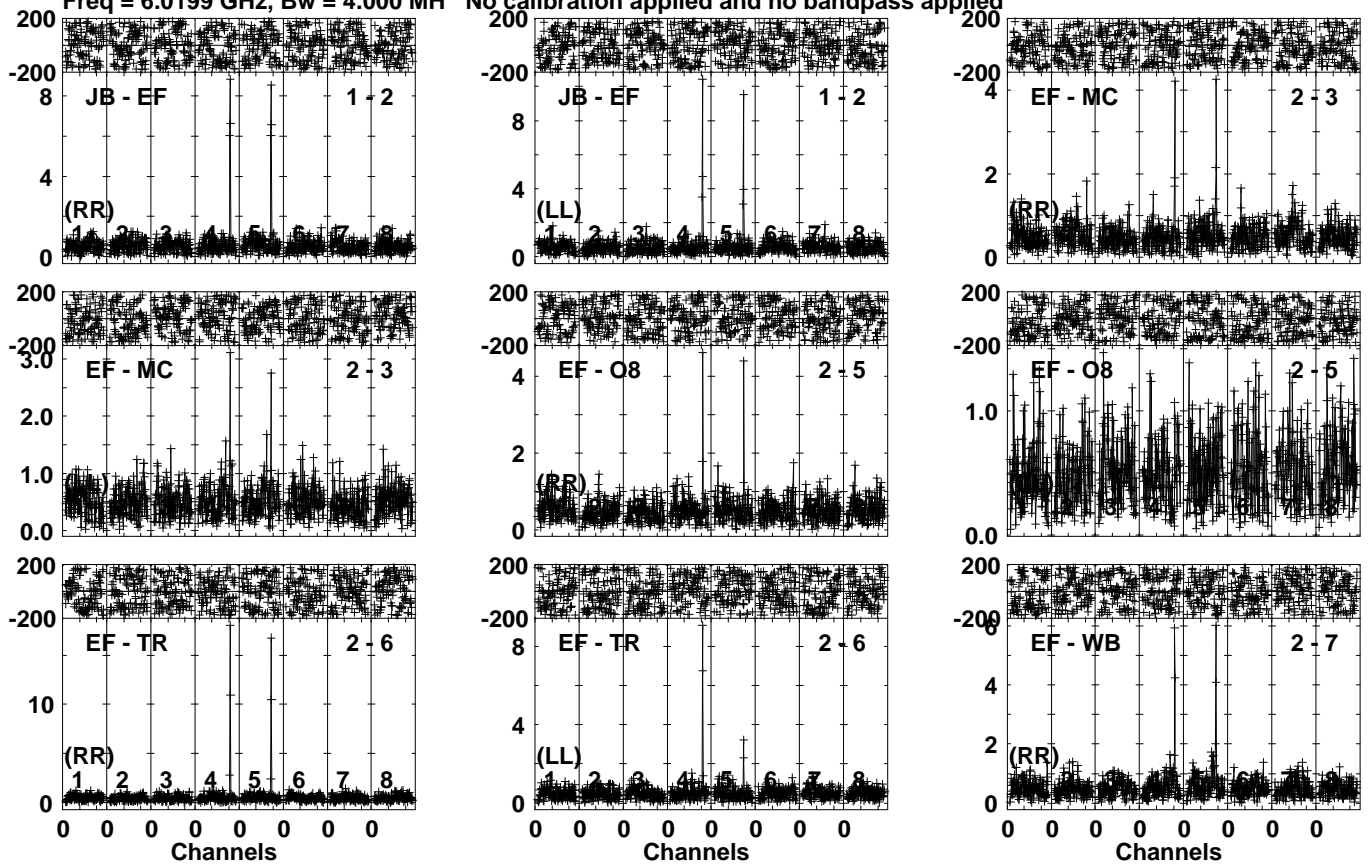 Freq = 6.0199 GHz, Bw = 4.000 MH No calibration applied and no bandpass applied
200 200 200
-200 -200 -200
JB - EF 1 - 2 JB - EF 1 - 2 EF - MC 2 - 3
8 8 4
4 4 2
(RR) (LL) (RR)
1 2 3 4 5 6 7 8 1 2 3 4 5 6 7 8
0 0 0
200 200 200
-200 -200 -200
3.0
EF - MC 2 - 3 EF - O8 2 - 5 EF - O8 2 - 5
2.0 4 1.0
1.0 2
(RR)
2 3 4 5 6 7 8
0.0 0 0.0
200 200 200
-200 -200 -200
6
EF - TR 2 - 6 EF - TR 2 - 6 EF - WB 2 - 7
10 8 4
4 2
(RR) (LL) (RR)
1 2 3 4 5 6 7 8 1 2 3 4 5 6 7 8
0 0 0
0 0 0 0 0 0 0 0 0 0 0 0 0 0 0 0 0 0 0 0 0 0 0 0
Channels Channels Channels